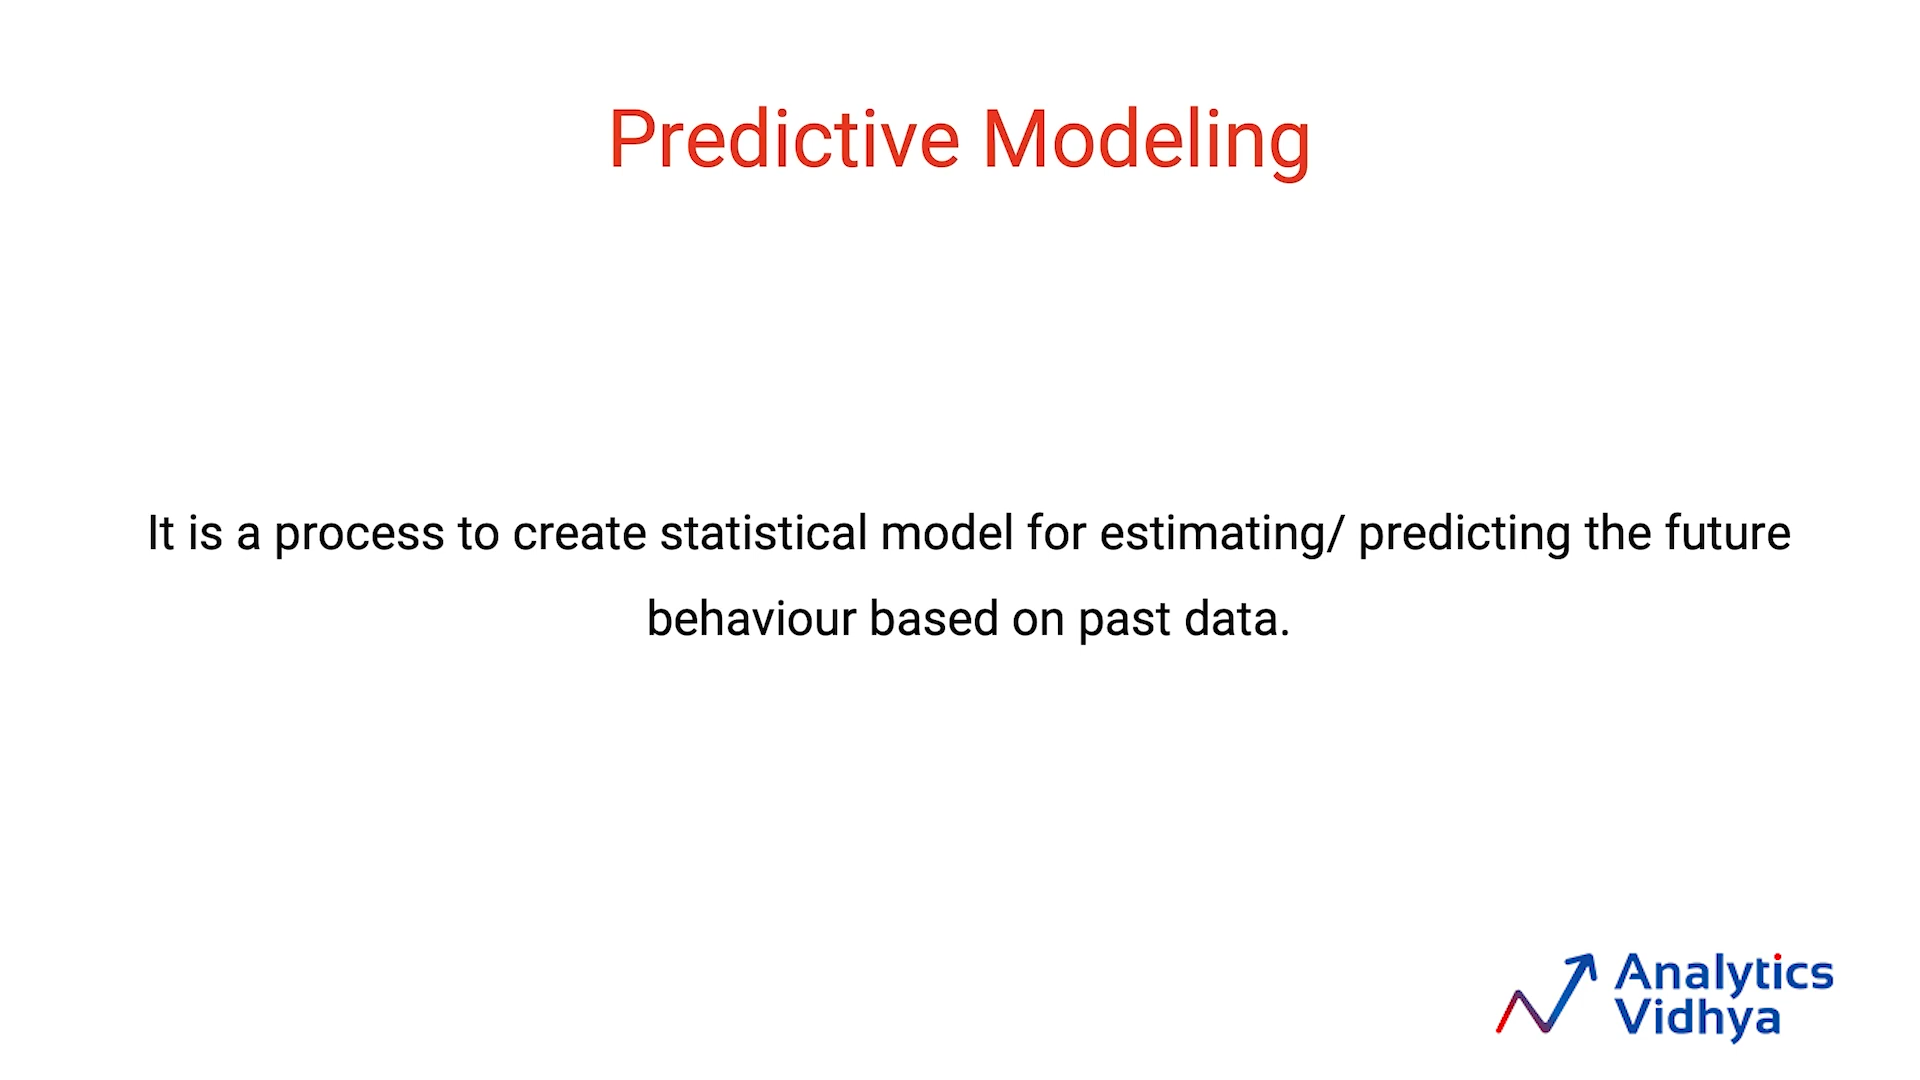 Predictive Modeling
It is a process to create statistical model for estimating/ predicting the future
behaviour based on past data.
Analytics
Vidhya